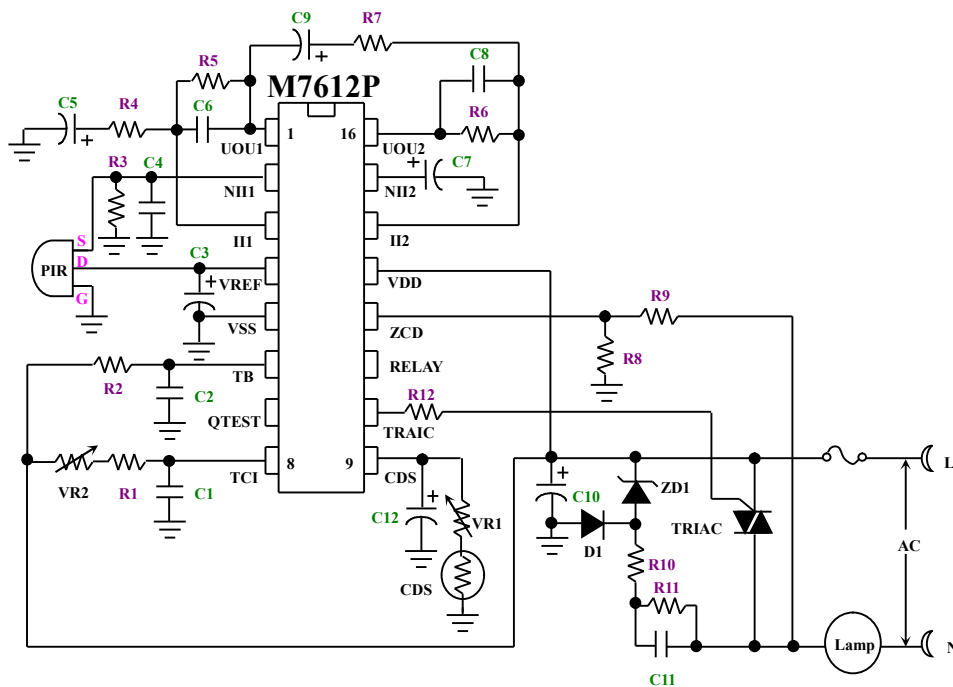 C9
R7
R5
C8
M7612P
C5
R4
C6
R6
1
16
UOU1
UOU2
R3
C4
+
C7
NII1
NII2
S
II1
II2
PIR
D
C3
VREF
VDD
G
+
R9
VSS
ZCD
R8
TB
RELAY
R2
C2
R12
QTEST
TRAIC
8
9
L
VR2
R1
C1
TCI
CDS
+
+
C10
ZD1
C12
VR1
TRIAC
D1
AC
R10
CDS
R11
Lamp
N
C11
+
+